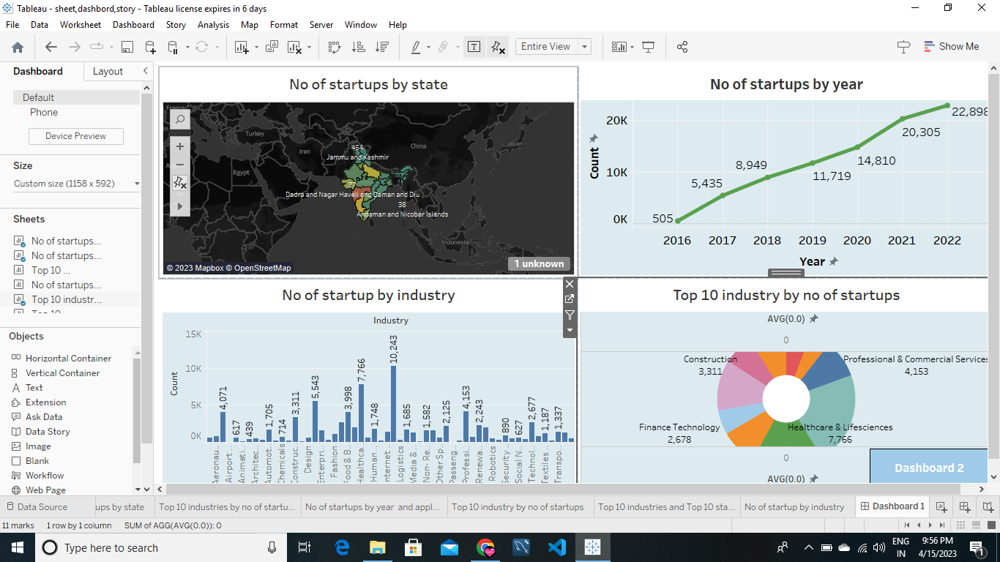 Tableau - sheet,dashbord,story - Tableau license expires in 6 days
File Data Worksheet Dashboard Story Analysis Map Format Server Window Help
Entire View
Show Me
Dashboard Layout
Default
Phone
Device Preview
Size
Custom size (1158 x 592)
Sheets
No of startups...
No of startups...
Top 10 ...
No of startups...
Top 10 industr...
Objects
Horizontal Container
Vertical Container
Text
Extension
Ask Data
Data Story
Image
Blank
Workflow
Web Page
No of startups by state
Turkey
Iran
Egypt
China
Japan
Indonesia
454
Jammu and Kashmir
37
Dadra and Nagar Haveli and Daman and Diu
38
Andaman and Nicobar Islands
© 2023 Mapbox © OpenStreetMap
1 unknown
No of startups by year
Count
20K
10K
0K
505
5,435
8,949
11,719
14,810
20,305
22,898
2016 2017 2018 2019 2020 2021 2022
Year
No of startup by industry
Industry
Count
15K
10K
5K
0K
4,071
617
439
1,705
714
3,311
5,543
3,998
7,766
1,748
10,243
1,685
1,582
2,125
4,153
2,243
890
627
2,677
1,187
1,337
Aeronau..
Airport ..
Animati..
Architec..
Automot..
Chemicals
Construc..
Design
Enterpri..
Fashion
Food & B..
Healthca..
Human ..
Internet ..
Logistics
Media & ..
Non- Re..
Other Sp..
Passeng..
Professi..
Renewa..
Robotics
Security ..
Social N..
Technol..
Textiles..
Transpo..
Top 10 industry by no of startups
AVG(0.0)
0
Construction
3,311
Professional & Commercial Services
4,153
Finance Technology
2,678
Healthcare & Lifesciences
7,766
0
AVG(0.0)
Dashboard 2
Data Source
ups by state
Top 10 industries by no of startu...
No of startups by year and appl...
Top 10 industry by no of startups
Top 10 industries and Top 10 sta...
No of startup by industry
Dashboard 1
11 marks 1 row by 1 column SUM of AGG(AVG(0.0)): 0
Type here to search
ENG
IN
9:56 PM
4/15/2023
1